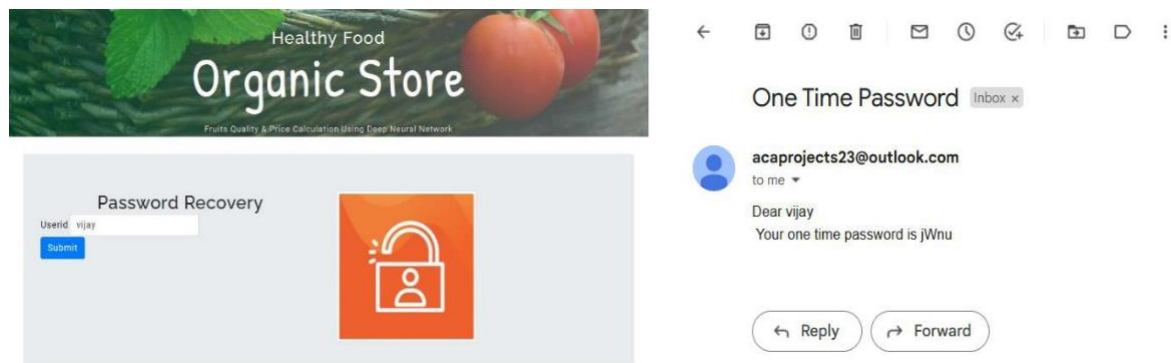 Healthy Food
Organic Store
Fruits Quality & Price Calculation Using Deep Neural Network
Password Recovery
Userid vijay
Submit
One Time Password Inbox ×
acaprojects23@outlook.com
to me
Dear vijay
Your one time password is jWnu
Reply Forward